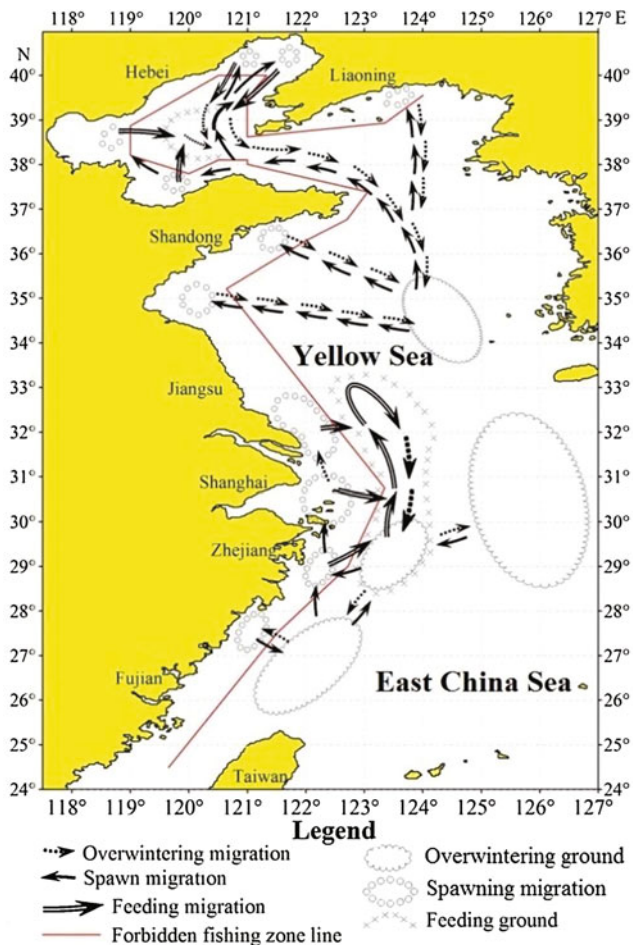 118° 119° 120° 121° 122° 123° 124° 125° 126° 127° E
N
40°
39°
38°
37°
36°
35°
34°
33°
32°
31°
30°
29°
28°
27°
26°
25°
24°
Hebei
Liaoning
40°
39°
38°
37°
36°
35°
34°
33°
32°
31°
30°
29°
28°
27°
26°
25°
24°
Shandong
Yellow Sea
Jiangsu
Shanghai
Zhejiang
East China Sea
Fujian
Taiwan
118° 119° 120° 121° 122° 123° 124° 125° 126° 127°
Legend
Overwintering migration
Spawn migration
Feeding migration
Forbidden fishing zone line
Overwintering ground
Spawning migration
Feeding ground